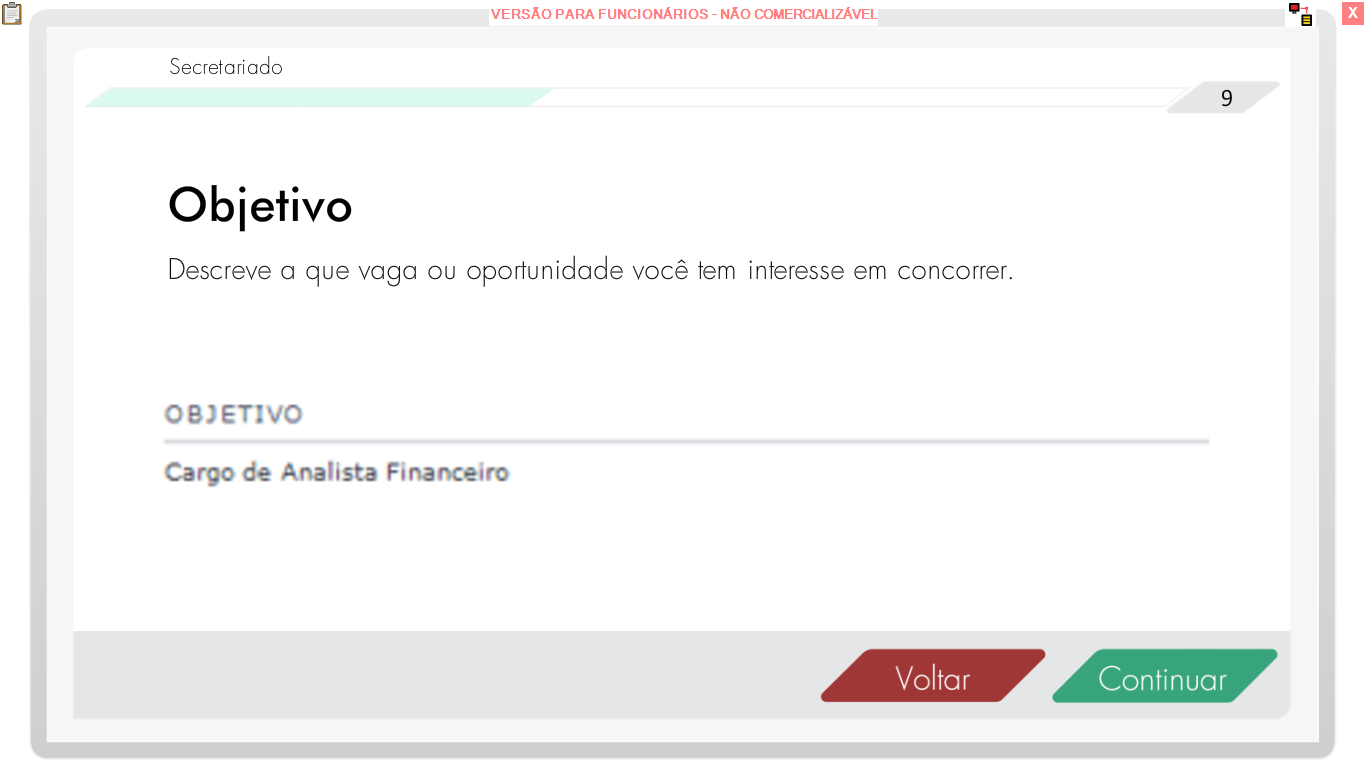 VERSÃO PARA FUNCIONÁRIOS - NÃO COMERCIALIZÁVEL
X
Secretariado
9
Objetivo
Descreve a que vaga ou oportunidade você tem interesse em concorrer.
OBJETIVO
Cargo de Analista Financeiro
Voltar
Continuar